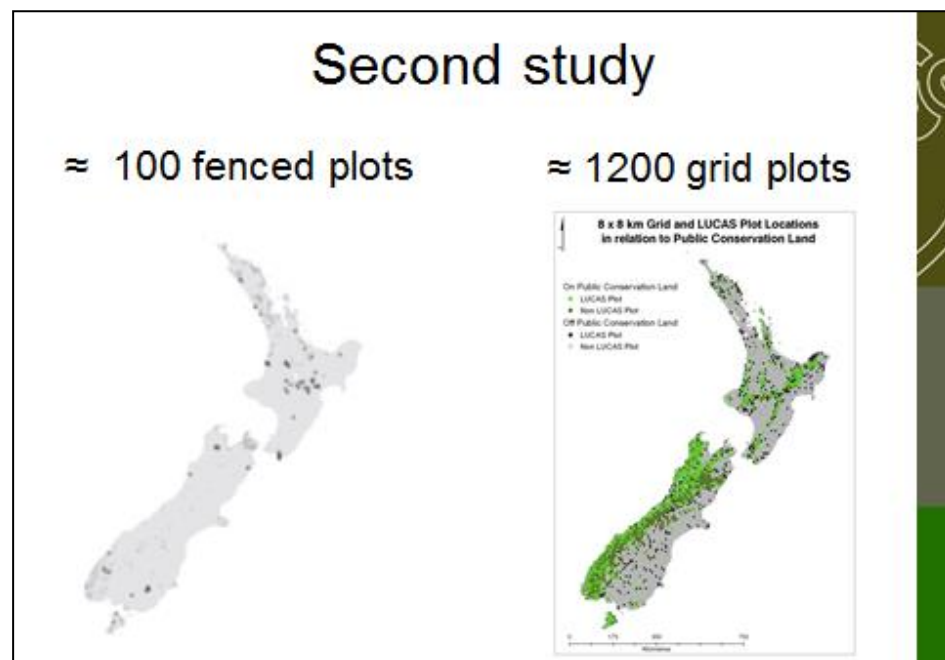 Second study
≈ 100 fenced plots
≈ 1200 grid plots
8 x 8 km Grid and LUCAS Plot Locations
in relation to Public Conservation Land
On Public Conservation Land
LUCAS Plot
Non LUCAS Plot
Off Public Conservation Land
LUCAS Plot
Non LUCAS Plot
0
Kilometres